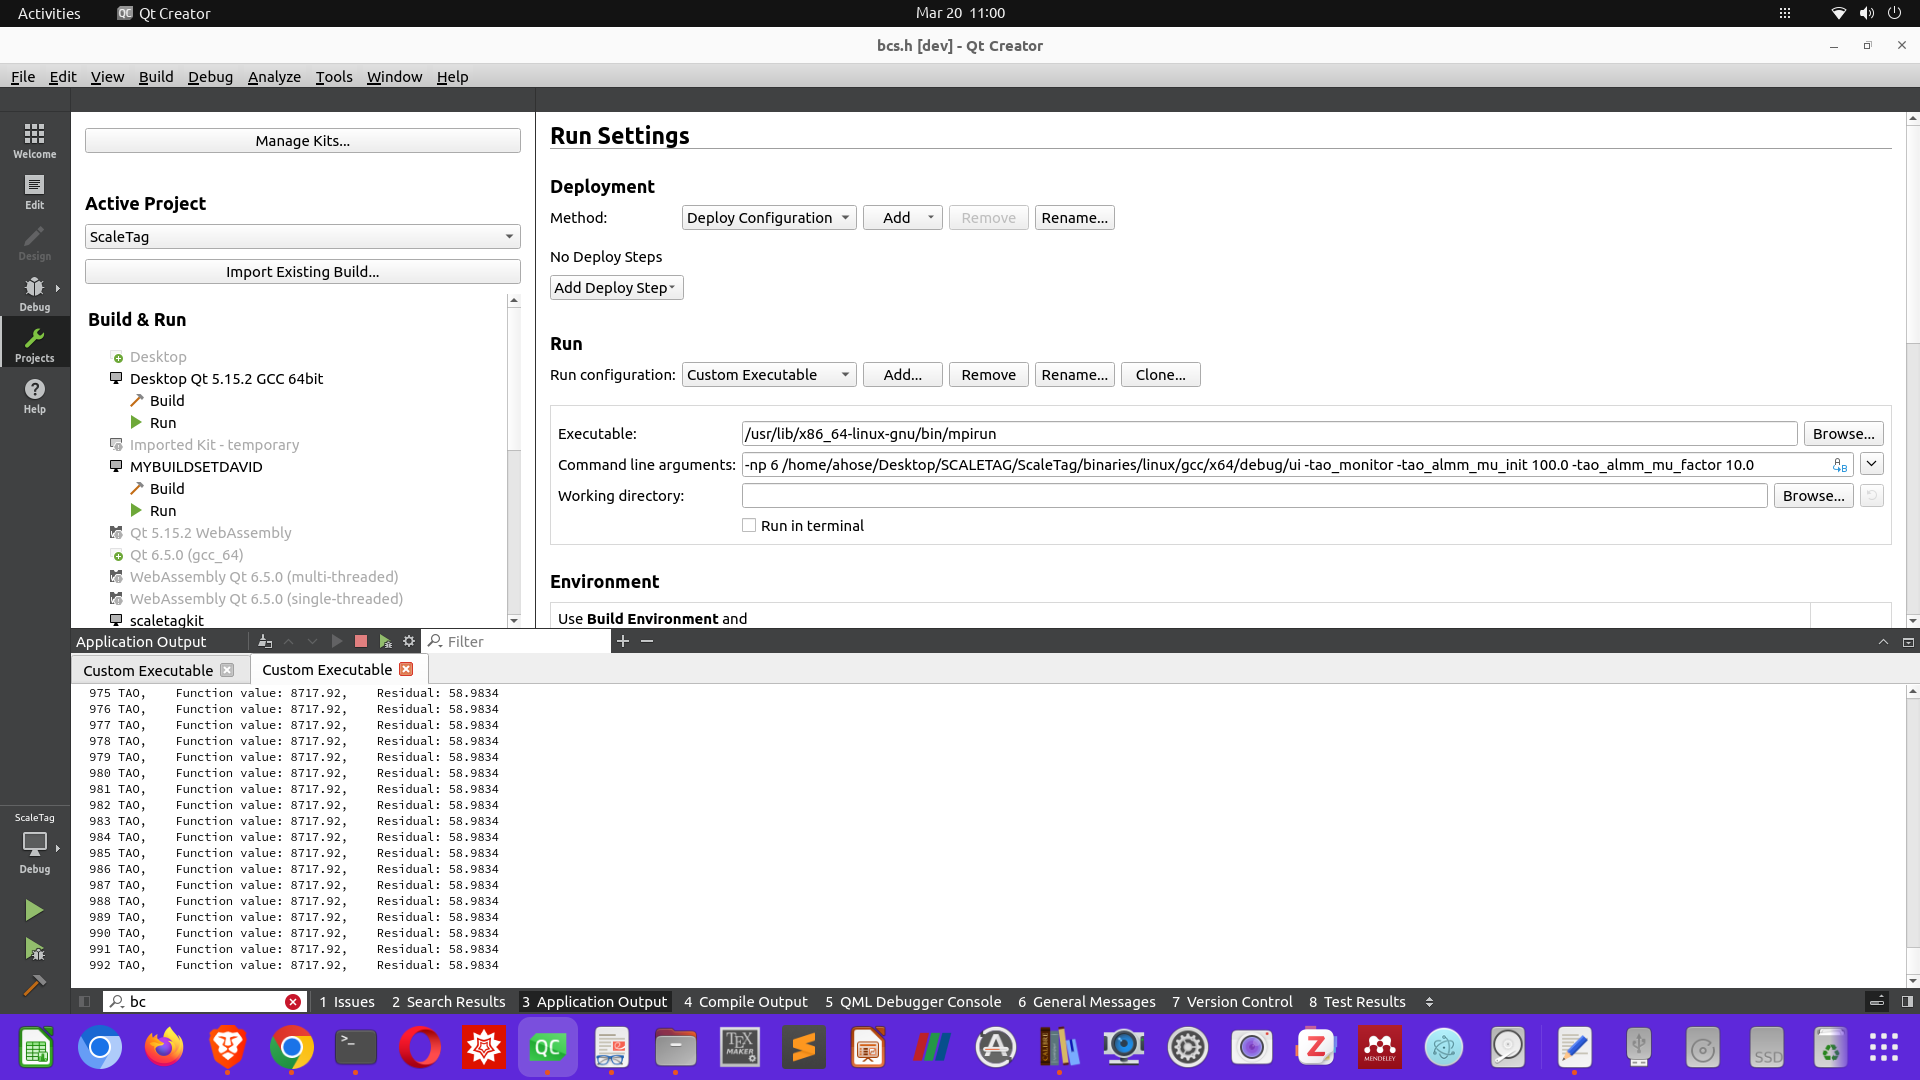 Activities
Qt Creator
Mar 20 11:00
bcs.h [dev] - Qt Creator
File Edit View Build Debug Analyze Tools Window Help
Welcome
Edit
Design
Debug
Projects
Help
ScaleTag
Debug
Manage Kits...
Active Project
ScaleTag
Import Existing Build...
Build & Run
Desktop
Desktop Qt 5.15.2 GCC 64bit
Build
Run
Imported Kit - temporary
MYBUILDSETDAVID
Build
Run
Qt 5.15.2 WebAssembly
Qt 6.5.0 (gcc_64)
WebAssembly Qt 6.5.0 (multi-threaded)
WebAssembly Qt 6.5.0 (single-threaded)
scaletagkit
Run Settings
Deployment
Method: Deploy Configuration Add Remove Rename...
No Deploy Steps
Add Deploy Step
Run
Run configuration: Custom Executable Add... Remove Rename... Clone...
Executable: /usr/lib/x86_64-linux-gnu/bin/mpirun Browse...
Command line arguments: -np 6 /home/ahose/Desktop/SCALETAG/ScaleTag/binaries/linux/gcc/x64/debug/ui -tao_monitor -tao_almm_mu_init 100.0 -tao_almm_mu_factor 10.0
Working directory: Browse...
Run in terminal
Environment
Use Build Environment and
Application Output Filter
Custom Executable Custom Executable
975 TAO, Function value: 8717.92, Residual: 58.9834
976 TAO, Function value: 8717.92, Residual: 58.9834
977 TAO, Function value: 8717.92, Residual: 58.9834
978 TAO, Function value: 8717.92, Residual: 58.9834
979 TAO, Function value: 8717.92, Residual: 58.9834
980 TAO, Function value: 8717.92, Residual: 58.9834
981 TAO, Function value: 8717.92, Residual: 58.9834
982 TAO, Function value: 8717.92, Residual: 58.9834
983 TAO, Function value: 8717.92, Residual: 58.9834
984 TAO, Function value: 8717.92, Residual: 58.9834
985 TAO, Function value: 8717.92, Residual: 58.9834
986 TAO, Function value: 8717.92, Residual: 58.9834
987 TAO, Function value: 8717.92, Residual: 58.9834
988 TAO, Function value: 8717.92, Residual: 58.9834
989 TAO, Function value: 8717.92, Residual: 58.9834
990 TAO, Function value: 8717.92, Residual: 58.9834
991 TAO, Function value: 8717.92, Residual: 58.9834
992 TAO, Function value: 8717.92, Residual: 58.9834
bc 1 Issues 2 Search Results 3 Application Output 4 Compile Output 5 QML Debugger Console 6 General Messages 7 Version Control 8 Test Results
QC
TEX MAKER
CALIBRE
Z
MENDELEY
SSD